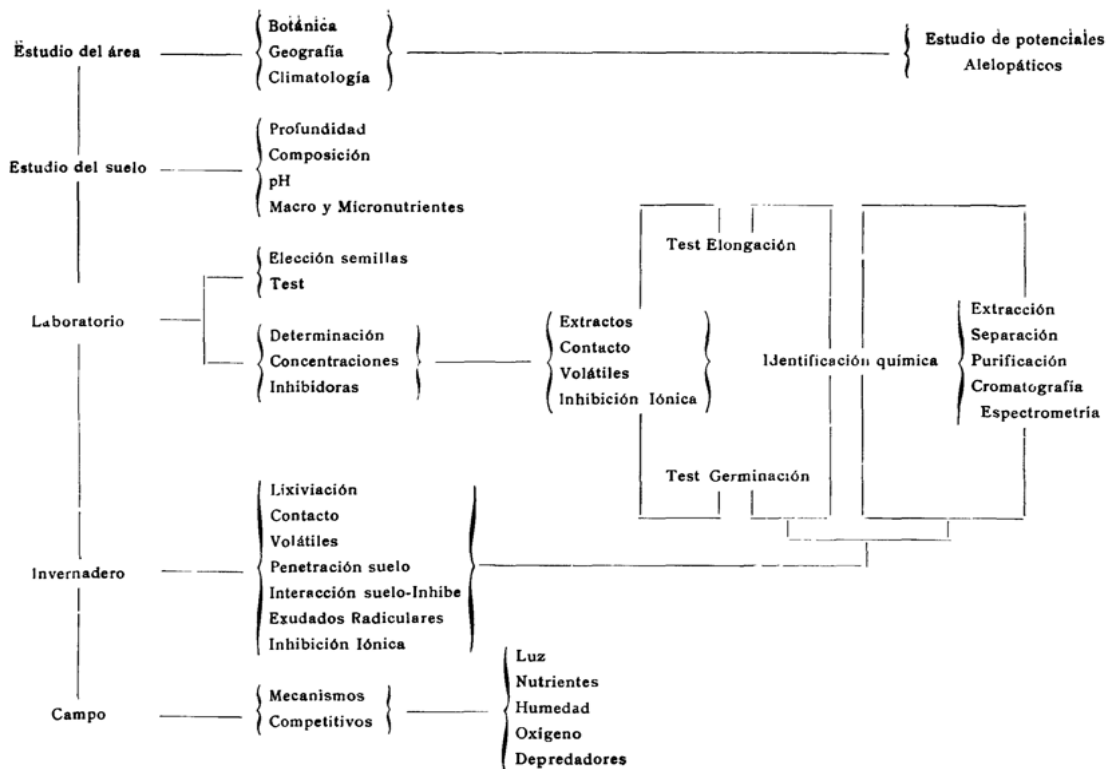 Estudio del área
Botánica
Geografía
Climatología
Estudio de potenciales
Alelopáticos
Estudio del suelo
Profundidad
Composición
pH
Macro y Micronutrientes
Laboratorio
Elección semillas
Test
Determinación
Concentraciones
Inhibidoras
Extractos
Contacto
Volátiles
Inhibición Iónica
Test Elongación
Test Germinación
Identificación química
Extracción
Separación
Purificación
Cromatografía
Espectrometría
Invernadero
Lixiviación
Contacto
Volátiles
Penetración suelo
Interacción suelo-Inhibe
Exudados Radiculares
Inhibición Iónica
Campo
Mecanismos
Competitivos
Luz
Nutrientes
Humedad
Oxígeno
Depredadores